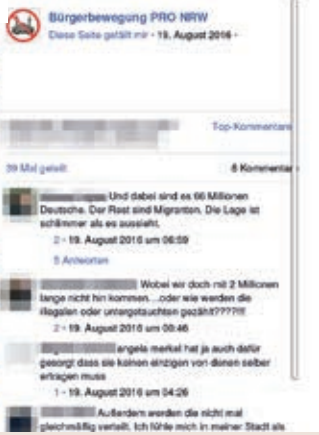 Bürgerbewegung PRO NRW
Diese Seite gefällt mir · 19. August 2016 ·
Top-Kommentare
39 Mal geteilt
6 Kommentar
Und dabei sind es 66 Millionen
Deutsche. Der Rest sind Migranten. Die Lage ist
schlimmer als es aussieht.
2 · 19. August 2016 um 06:59
5 Antworten
Wobei wir doch mit 2 Millionen
lange nicht hin kommen....oder wie werden die
illegalen oder untergetauchten gezählt????!!!
2 · 19. August 2016 um 00:46
angela merkel hat ja auch dafür
gesorgt dass sie keinen einzigen von denen selber
ertragen muss
1 · 19. August 2016 um 04:26
Außerdem werden die nicht mal
gleichmäßig verteilt. Ich fühle mich in meiner Stadt als